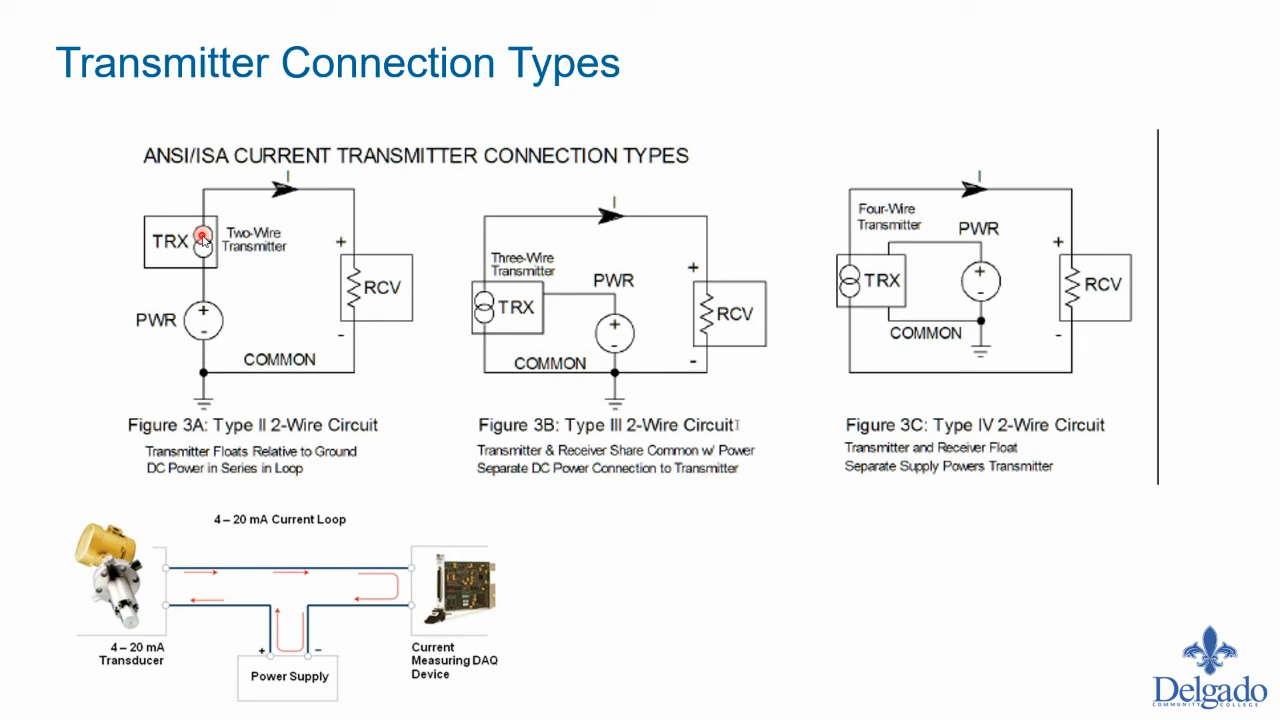 Transmitter Connection Types
ANSI/ISA CURRENT TRANSMITTER CONNECTION TYPES
I
TRX
Two-Wire
Transmitter
+
RCV
PWR
+
-
-
COMMON
Figure 3A: Type II 2-Wire Circuit
Transmitter Floats Relative to Ground
DC Power in Series in Loop
I
Three-Wire
Transmitter
PWR
+
TRX
RCV
+
-
COMMON
-
Figure 3B: Type III 2-Wire Circuit
Transmitter & Receiver Share Common w/ Power
Separate DC Power Connection to Transmitter
I
Four-Wire
Transmitter
PWR
+
TRX
+
-
RCV
COMMON
-
Figure 3C: Type IV 2-Wire Circuit
Transmitter and Receiver Float
Separate Supply Powers Transmitter
4 – 20 mA Current Loop
4 – 20 mA
Transducer
+
–
Power Supply
Current
Measuring DAQ
Device
Delgado
COMMUNITY COLLEGE